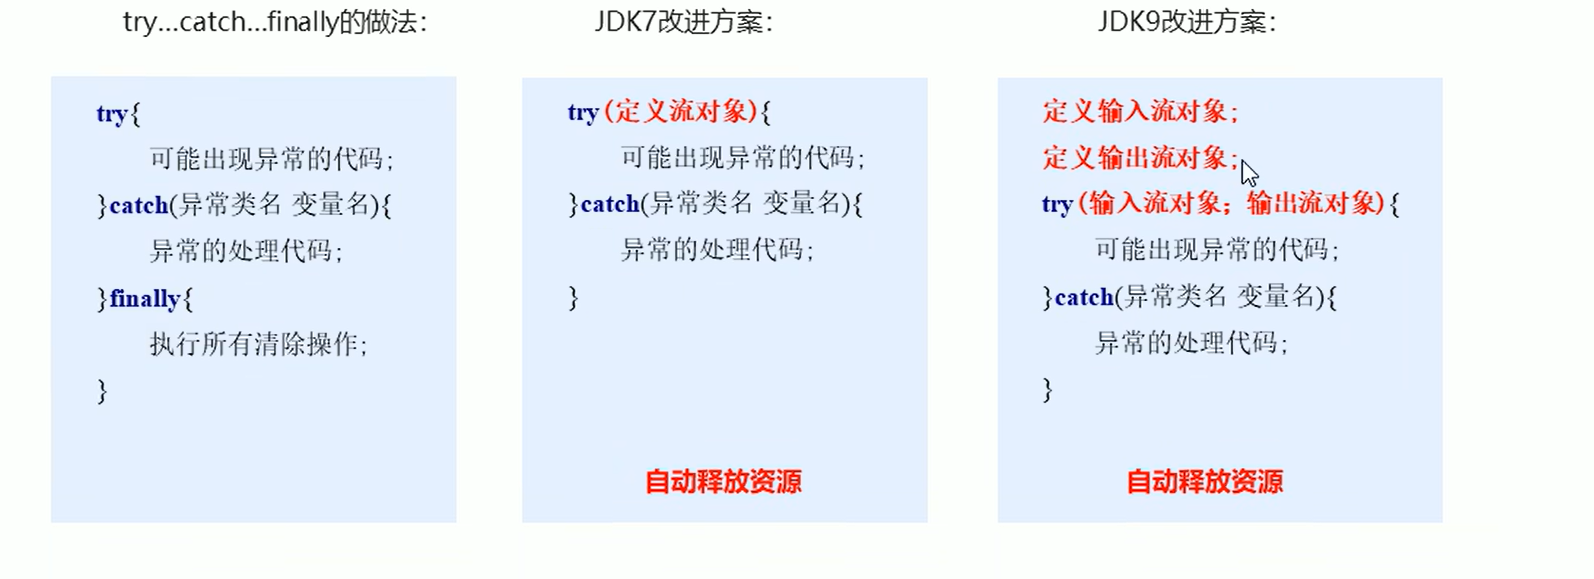 try...catch...finally的做法:
try{
可能出现异常的代码;
}catch(异常类名 变量名){
异常的处理代码;
}finally{
执行所有清除操作;
}
JDK7改进方案:
try(定义流对象){
可能出现异常的代码;
}catch(异常类名 变量名){
异常的处理代码;
}
自动释放资源
JDK9改进方案:
定义输入流对象;
定义输出流对象;
try(输入流对象；输出流对象){
可能出现异常的代码;
}catch(异常类名 变量名){
异常的处理代码;
}
自动释放资源